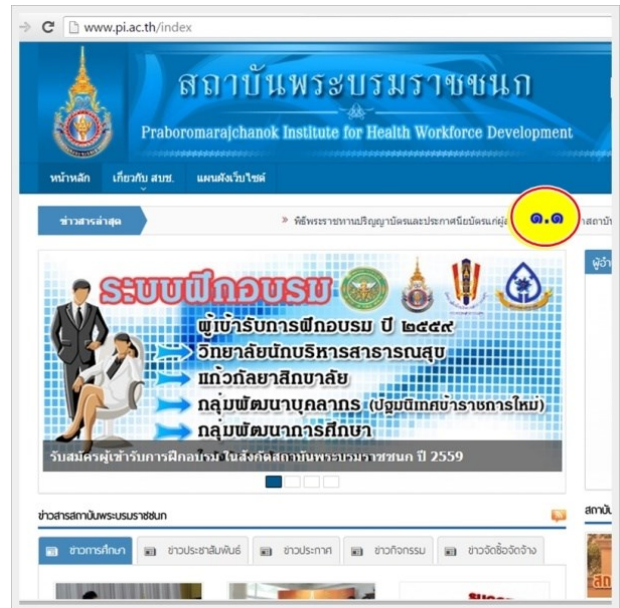 www.pi.ac.th/index
สถาบันพระบรมราชชนก
Praboromarajchanok Institute for Health Workforce Development
หน้าหลัก เกี่ยวกับ สบช. แผนผังเว็บไซต์
ข่าวสารล่าสุด
» พิธีพระราชทานปริญญาบัตรและประกาศนียบัตรแก่ผู้
๑.๑
ผู้อำ
ระบบฝึกอบรม
ผู้เข้ารับการฝึกอบรม ปี ๒๕๕๙
วิทยาลัยนักบริหารสาธารณสุข
แก้วกัลยาสิกขาลัย
กลุ่มพัฒนาบุคลากร (ปฐมนิเทศข้าราชการใหม่)
กลุ่มพัฒนาการศึกษา
รับสมัครผู้เข้ารับการฝึกอบรม ในสังกัดสถาบันพระบรมราชชนก ปี 2559
ข่าวสารสถาบันพระบรมราชชนก
ข่าวการศึกษา ข่าวประชาสัมพันธ์ ข่าวประกาศ ข่าวกิจกรรม ข่าวจัดซื้อจัดจ้าง